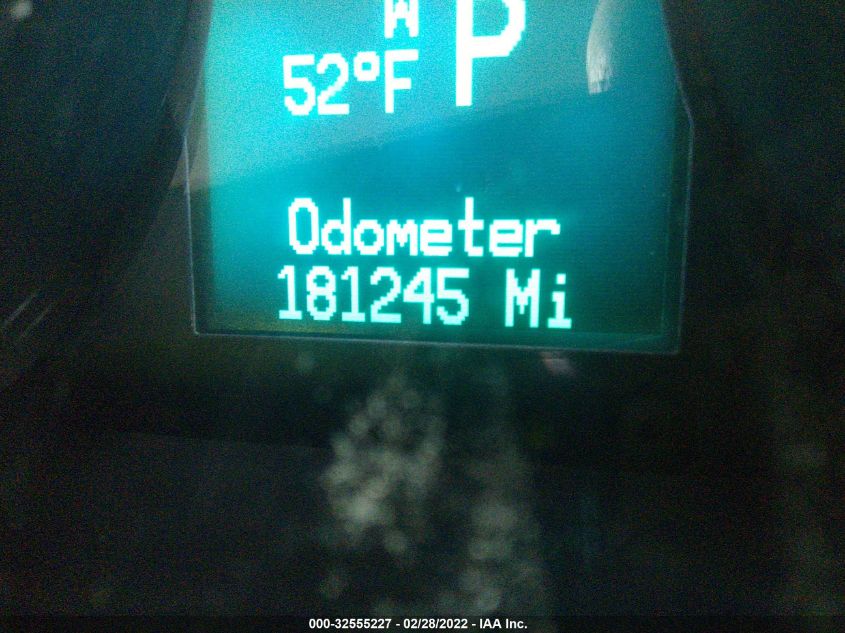 W
P
52°F
Odometer
181245 Mi
000-32555227 - 02/28/2022 - IAA Inc.